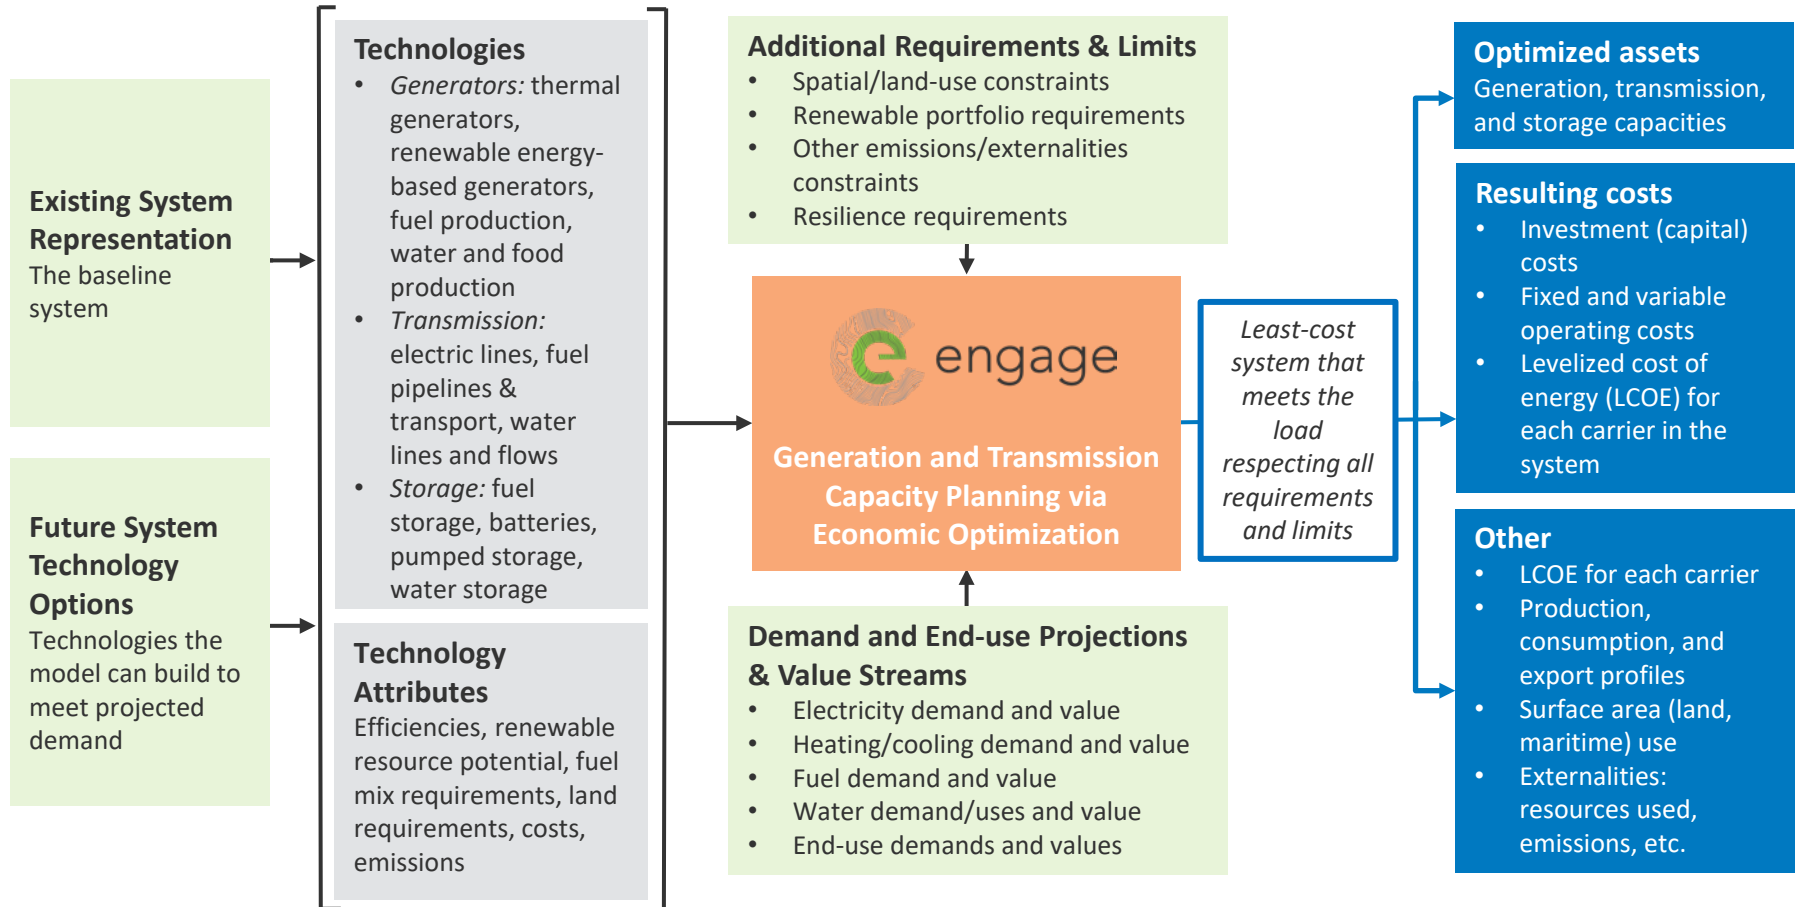 Existing System
Representation
The baseline
system
Future System
Technology
Options
Technologies the
model can build to
meet projected
demand
Technologies
• Generators: thermal
generators,
renewable energy-
based generators,
fuel production,
water and food
production
• Transmission:
electric lines, fuel
pipelines &
transport, water
lines and flows
• Storage: fuel
storage, batteries,
pumped storage,
water storage
Technology
Attributes
Efficiencies, renewable
resource potential, fuel
mix requirements, land
requirements, costs,
emissions
Additional Requirements & Limits
• Spatial/land-use constraints
• Renewable portfolio requirements
• Other emissions/externalities
constraints
• Resilience requirements
e engage
Generation and Transmission
Capacity Planning via
Economic Optimization
Demand and End-use Projections
& Value Streams
• Electricity demand and value
• Heating/cooling demand and value
• Fuel demand and value
• Water demand/uses and value
• End-use demands and values
Least-cost
system that
meets the
load
respecting all
requirements
and limits
Optimized assets
Generation, transmission,
and storage capacities
Resulting costs
• Investment (capital)
costs
• Fixed and variable
operating costs
• Levelized cost of
energy (LCOE) for
each carrier in the
system
Other
• LCOE for each carrier
• Production,
consumption, and
export profiles
• Surface area (land,
maritime) use
• Externalities:
resources used,
emissions, etc.